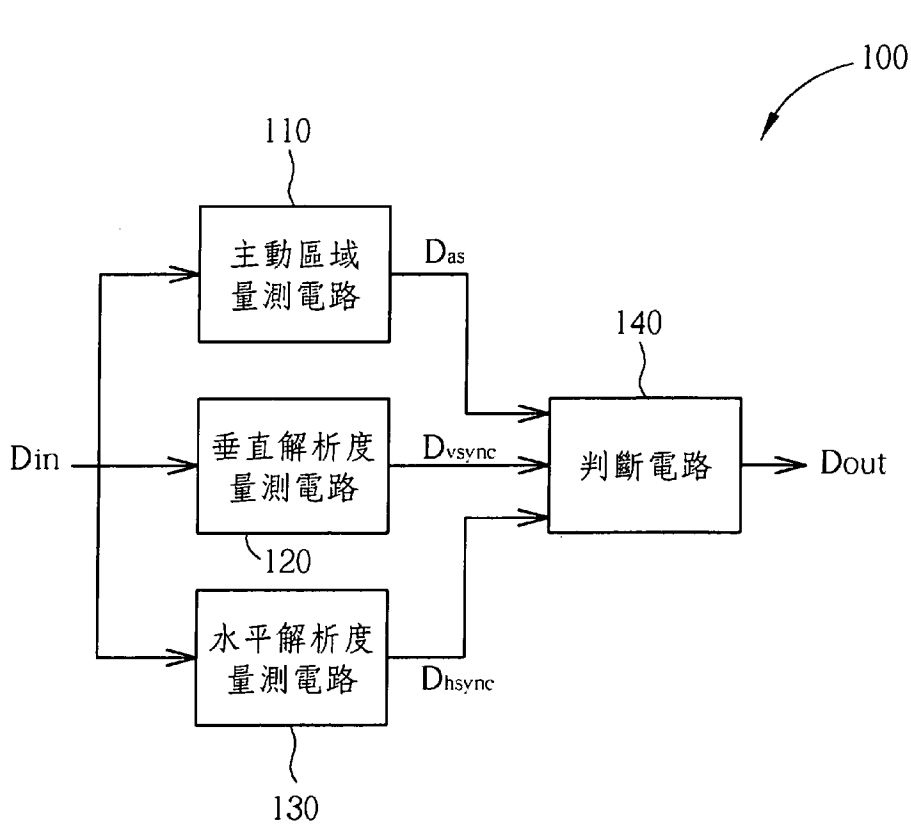 100
110
主動區域
量測電路
Das
140
Din
垂直解析度
量測電路
Dvsync
判斷電路
Dout
120
水平解析度
量測電路
Dhsync
130